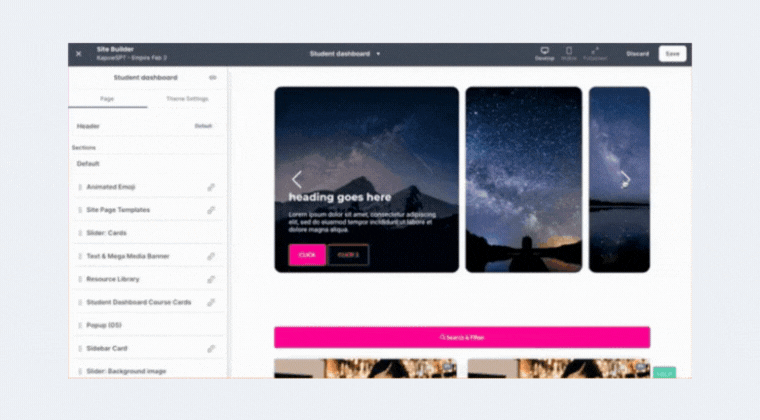 Site Builder
KapowSPY - Empire Fab 3
Student dashboard
Desktop
Mobile
Fullscreen
Discard
Save
Student dashboard
Page
Theme Settings
Header
Default
Sections
Default
Animated Emoji
Site Page Templates
Slider: Cards
Text & Mega Media Banner
Resource Library
Student Dashboard Course Cards
Popup (DS)
Sidebar Card
Slider: Background image
heading goes here
Lorem ipsum dolor sit amet, consectetur adipiscing
elit, sed do eiusmod tempor incididunt ut labore et
dolore magna aliqua.
CLICK
CLICK 2
Search & Filter
HELP